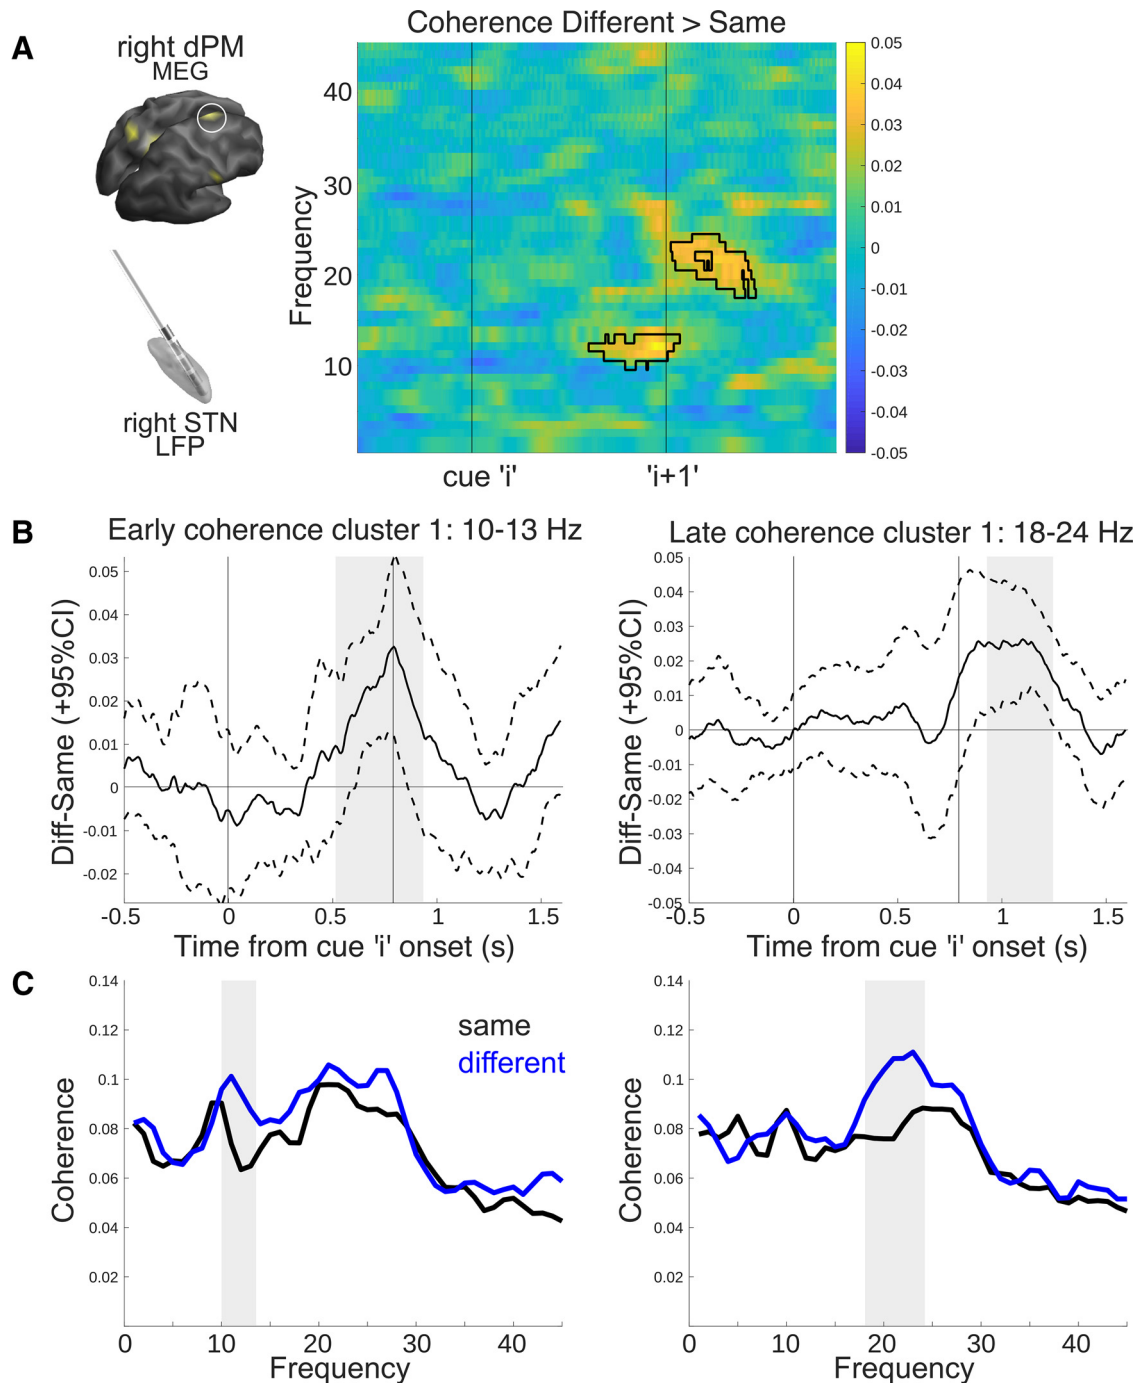 A
right dPM
MEG
right STN
LFP
Coherence Different > Same
Frequency
40
30
20
10
cue 'i'
'i+1'
0.05
0.04
0.03
0.02
0.01
0
-0.01
-0.02
-0.03
-0.04
-0.05
B
Early coherence cluster 1: 10-13 Hz
Diff-Same (+95%CI)
0.05
0.04
0.03
0.02
0.01
0
-0.01
-0.02
-0.5
0
0.5
1
1.5
Time from cue 'i' onset (s)
Late coherence cluster 1: 18-24 Hz
Diff-Same (+95%CI)
0.05
0.04
0.03
0.02
0.01
0
-0.01
-0.02
-0.03
-0.04
-0.05
-0.5
0
0.5
1
1.5
Time from cue 'i' onset (s)
C
Coherence
0.14
0.12
0.1
0.08
0.06
0.04
0.02
same
different
0
10
20
30
40
Frequency
Coherence
0.14
0.12
0.1
0.08
0.06
0.04
0.02
0
10
20
30
40
Frequency